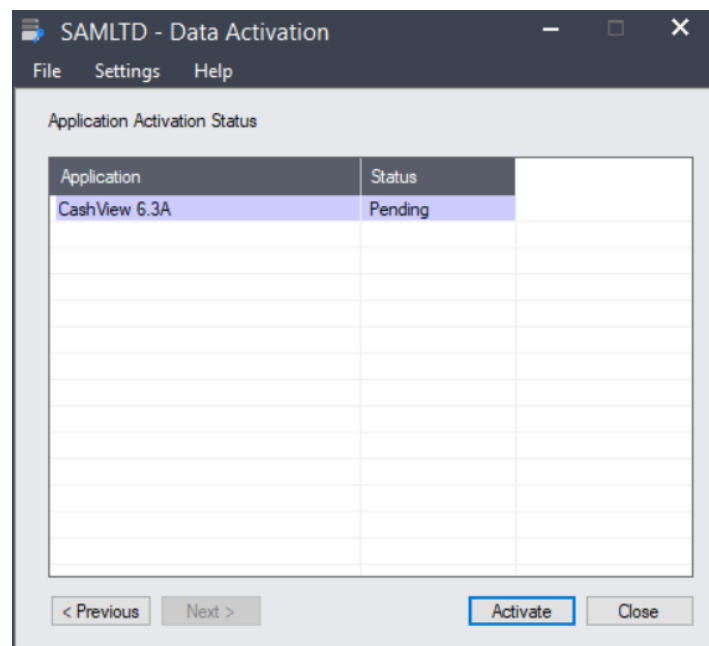 SAMLTD - Data Activation
File Settings Help
Application Activation Status
Application Status
CashView 6.3A Pending
< Previous Next > Activate Close